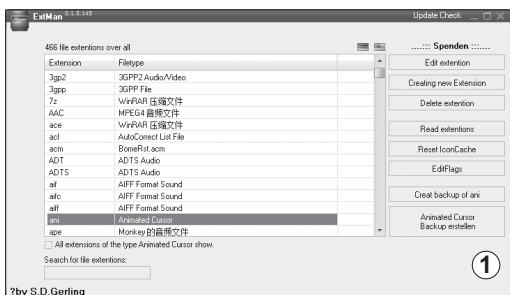 ExtMan 0.1.5.145
Update Check
466 file extentions over all
....::: Spenden :::....
Extension Filetype
3gp2 3GPP2 Audio/Video
3gpp 3GPP File
7z WinRAR 压缩文件
AAC MPEG4 音频文件
ace WinRAR 压缩文件
acl AutoCorrect List File
acm BomeRst.acm
ADT ADTS Audio
ADTS ADTS Audio
aif AIFF Format Sound
aifc AIFF Format Sound
aiff AIFF Format Sound
ani Animated Cursor
ape Monkey 的音频文件
All extensions of the type Animated Cursor show.
Search for file extentions:
?by S.D.Gerling
Edit extention
Creating new Extension
Delete extention
Read extentions
Reset IconCache
EditFlags
Creat backup of ani
Animated Cursor
Backup erstellen
1